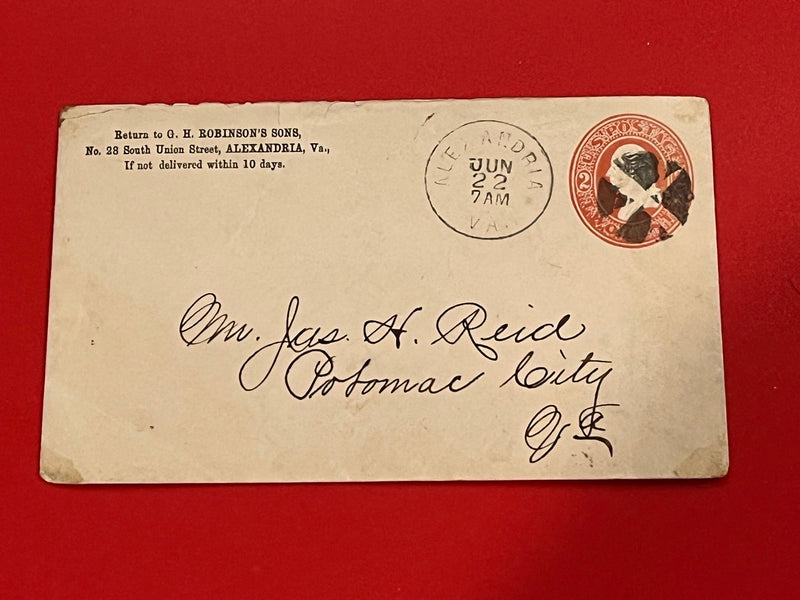 Return to G. H. ROBINSON'S SONS,
No. 28 South Union Street, ALEXANDRIA, Va.,
If not delivered within 10 days.
ALEXANDRIA
JUN
22
7AM
VA.
U.S. POSTAGE
2
Mr. Jas. H. Reid
Potomac City